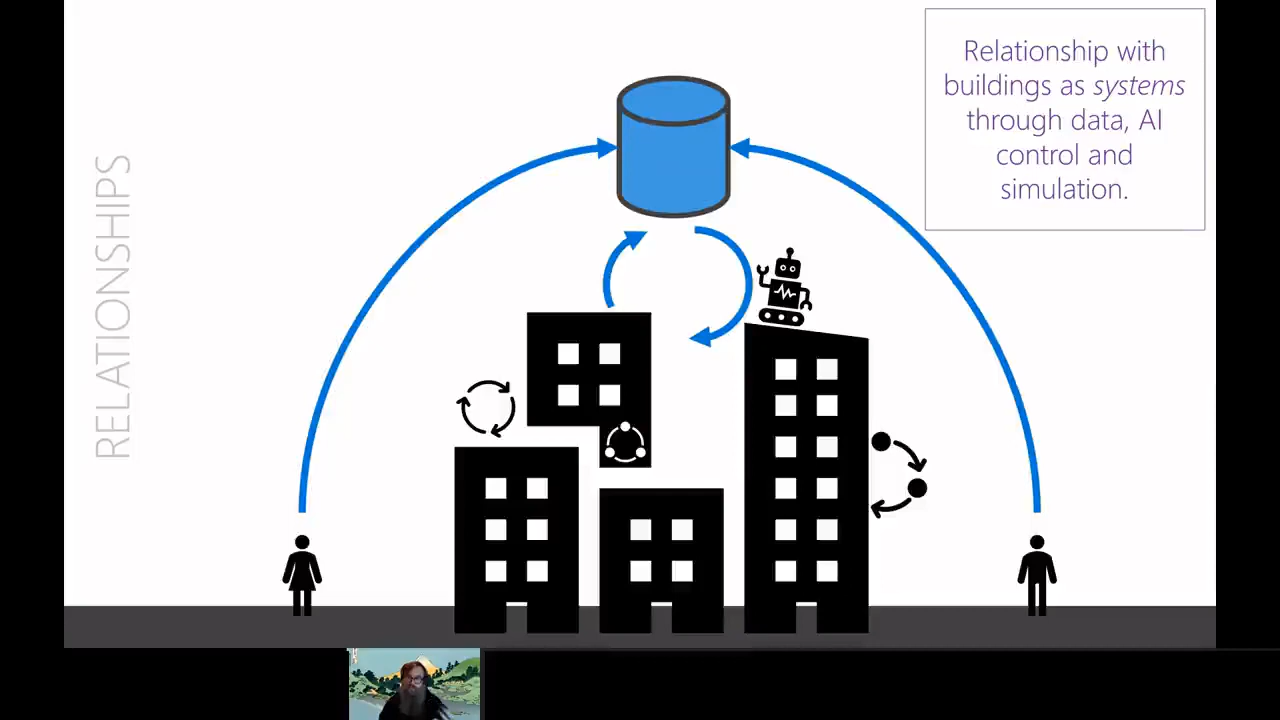 RELATIONSHIPS
Relationship with
buildings as systems
through data, AI
control and
simulation.